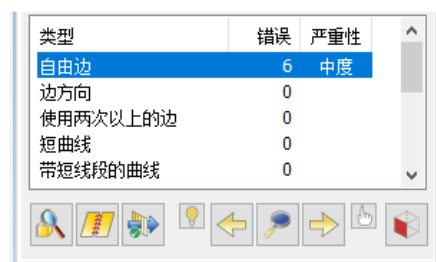 类型 错误 严重性
自由边 6 中度
边方向 0
使用两次以上的边 0
短曲线 0
带短线段的曲线 0